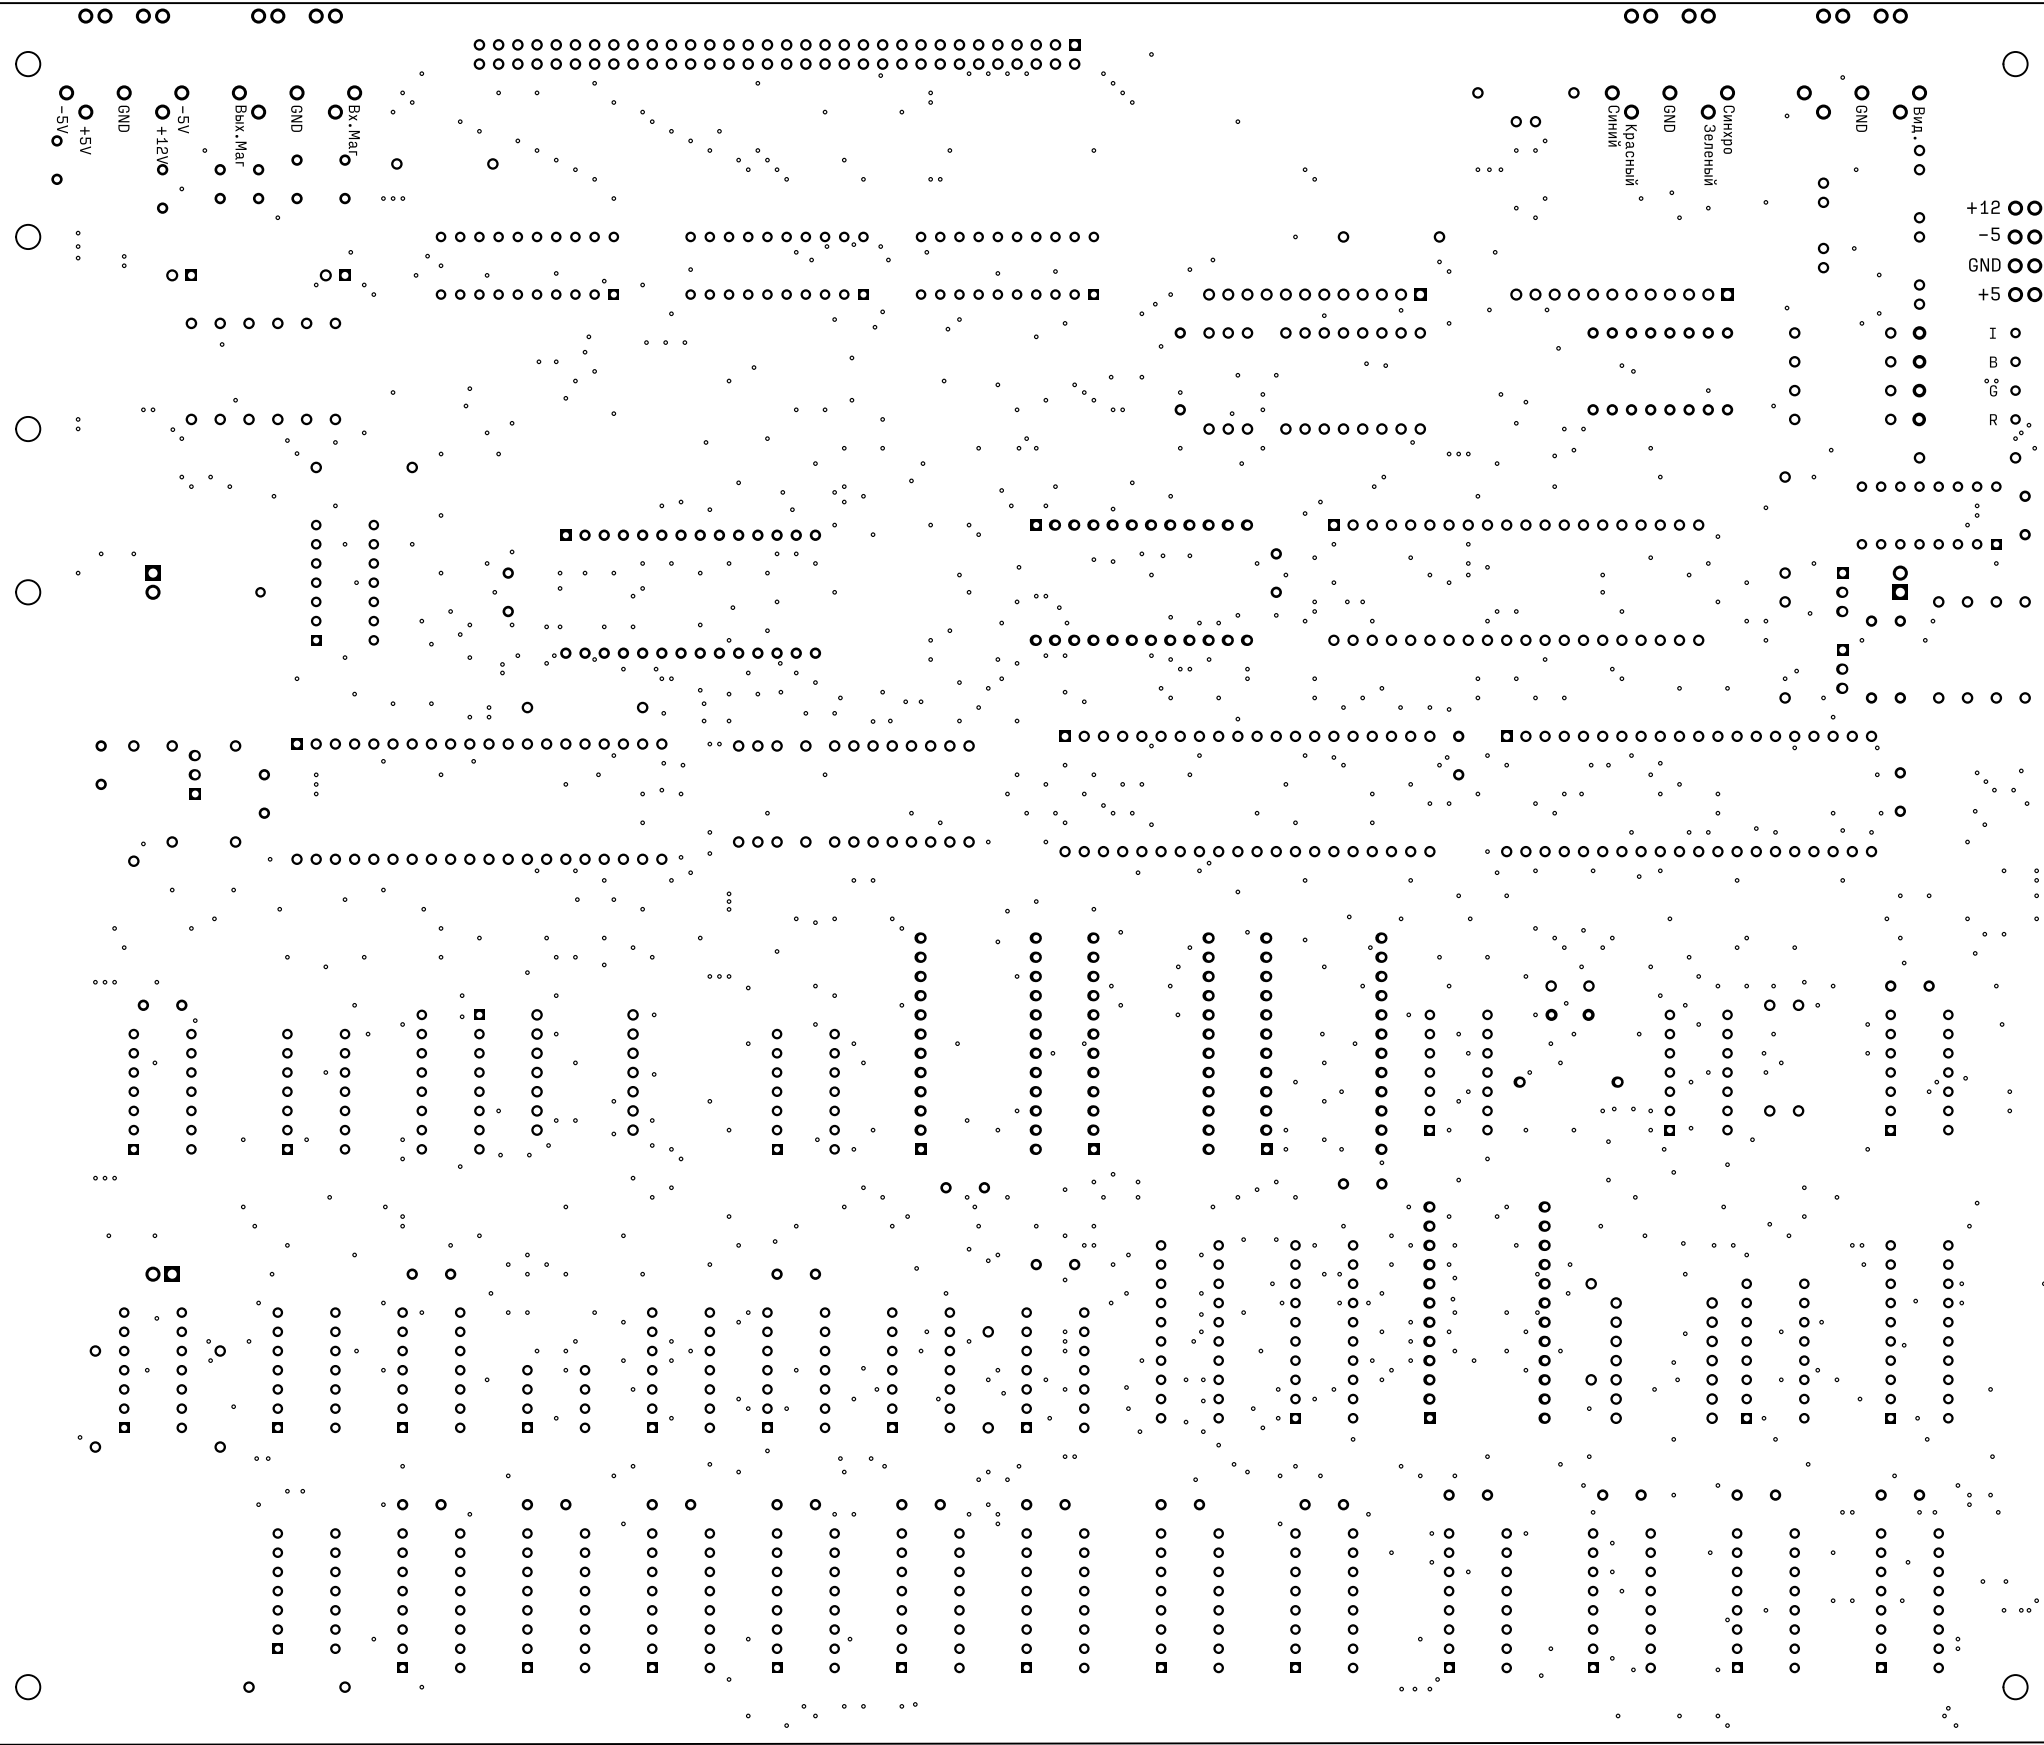 -5V
+5V
GND
+12V
-5V
Вых.Маг
GND
Вх.Маг
Синий
Красный
GND
Зеленый
Синхро
GND
Вид.
+12
-5
GND
+5
I
B
G
R